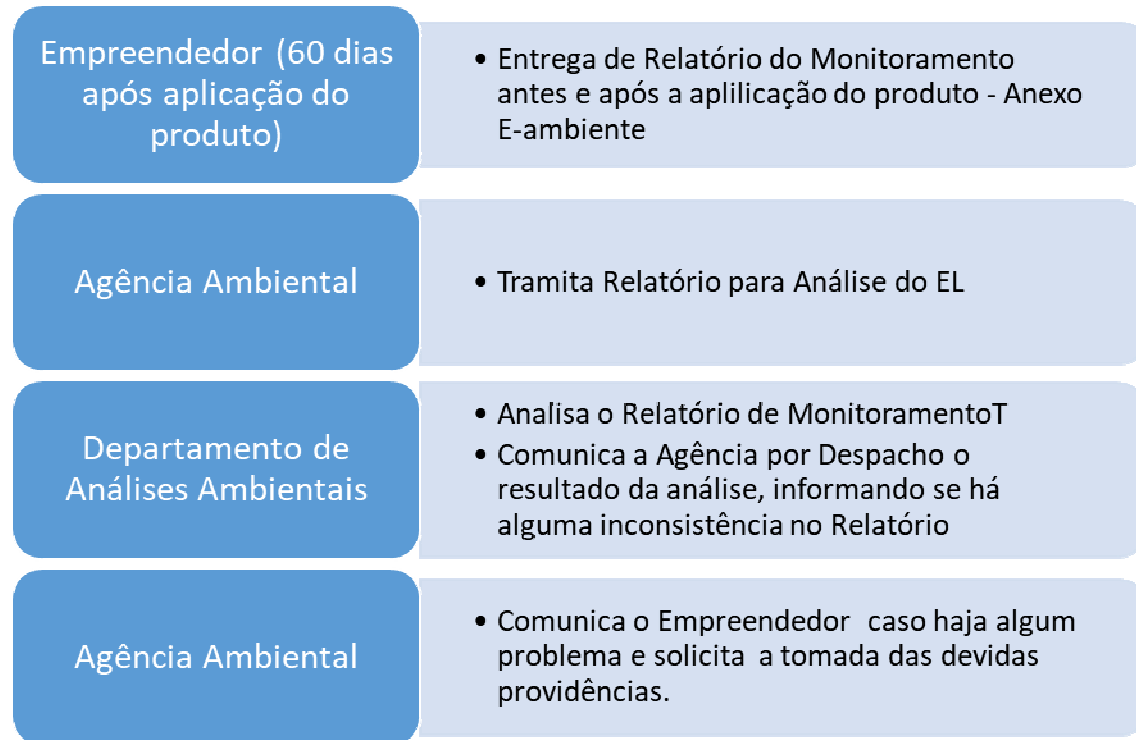 Empreendedor (60 dias
após aplicação do
produto)
• Entrega de Relatório do Monitoramento
antes e após a aplilicação do produto - Anexo
E-ambiente
Agência Ambiental
• Tramita Relatório para Análise do EL
Departamento de
Análises Ambientais
• Analisa o Relatório de MonitoramentoT
• Comunica a Agência por Despacho o
resultado da análise, informando se há
alguma inconsistência no Relatório
Agência Ambiental
• Comunica o Empreendedor caso haja algum
problema e solicita a tomada das devidas
providências.